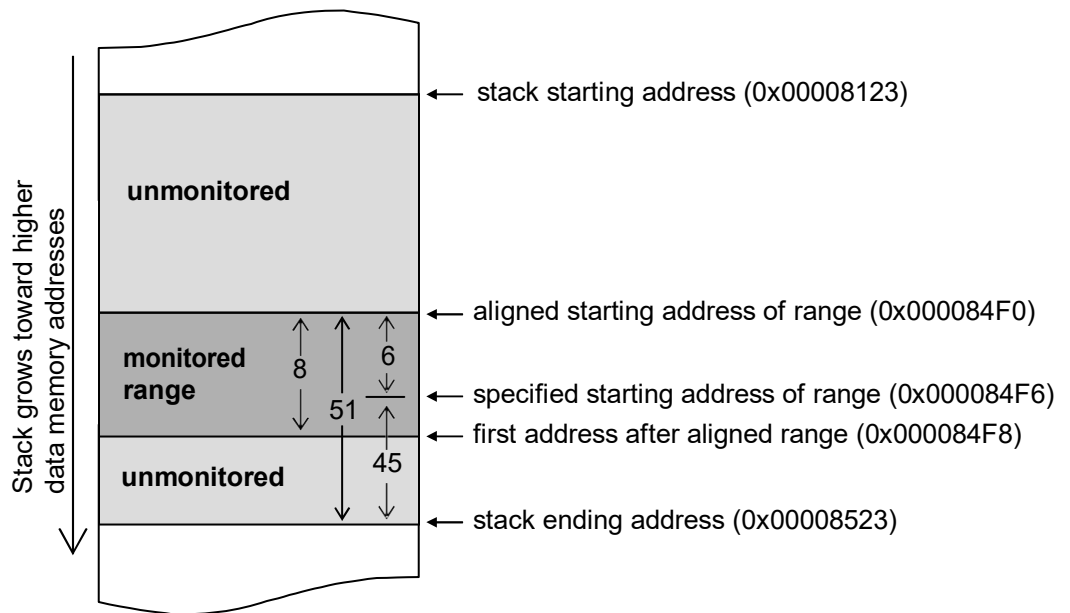 stack starting address (0x00008123)
unmonitored
Stack grows toward higher
data memory addresses
aligned starting address of range (0x000084F0)
monitored
range
8
6
51
specified starting address of range (0x000084F6)
first address after aligned range (0x000084F8)
45
unmonitored
stack ending address (0x00008523)